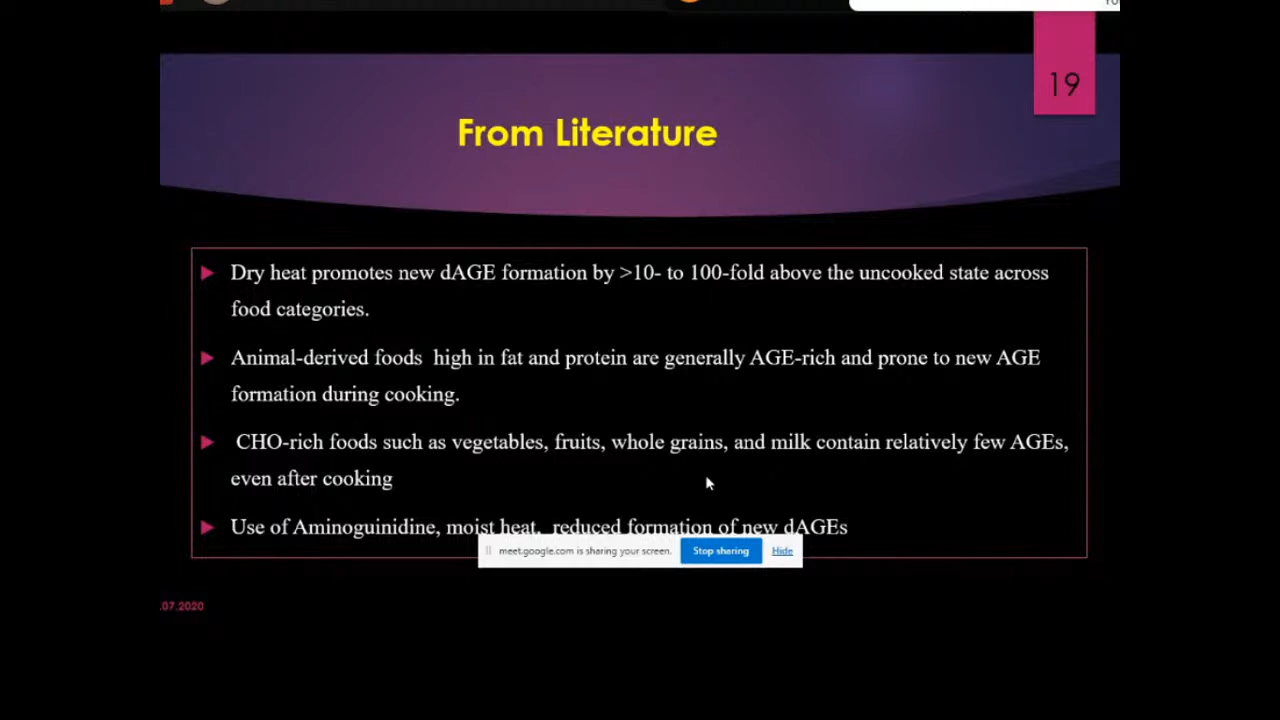 19
From Literature
Dry heat promotes new dAGE formation by >10- to 100-fold above the uncooked state across
food categories.
Animal-derived foods high in fat and protein are generally AGE-rich and prone to new AGE
formation during cooking.
CHO-rich foods such as vegetables, fruits, whole grains, and milk contain relatively few AGEs,
even after cooking
Use of Aminoguinidine, moist heat, reduced formation of new dAGEs
meet.google.com is sharing your screen. Stop sharing Hide
.07.2020